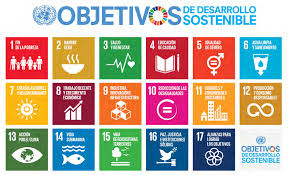 OBJETIVOS DE DESARROLLO SOSTENIBLE
1 FIN DE LA POBREZA
2 HAMBRE CERO
3 SALUD Y BIENESTAR
4 EDUCACIÓN DE CALIDAD
5 IGUALDAD DE GÉNERO
6 AGUA LIMPIA Y SANEAMIENTO
7
8 TRABAJO DECENTE Y CRECIMIENTO ECONÓMICO
9 INDUSTRIA, INNOVACIÓN E INFRAESTRUCTURA
10 REDUCCIÓN DE LAS DESIGUALDADES
11 CIUDADES Y COMUNIDADES SOSTENIBLES
12 PRODUCCIÓN Y CONSUMO RESPONSABLES
13 ACCIÓN POR EL CLIMA
14 VIDA SUBMARINA
15 VIDA DE ECOSISTEMAS TERRESTRES
16 PAZ, JUSTICIA E INSTITUCIONES SÓLIDAS
17 ALIANZAS PARA LOGRAR LOS OBJETIVOS
OBJETIVOS
DE DESARROLLO
SOSTENIBLE